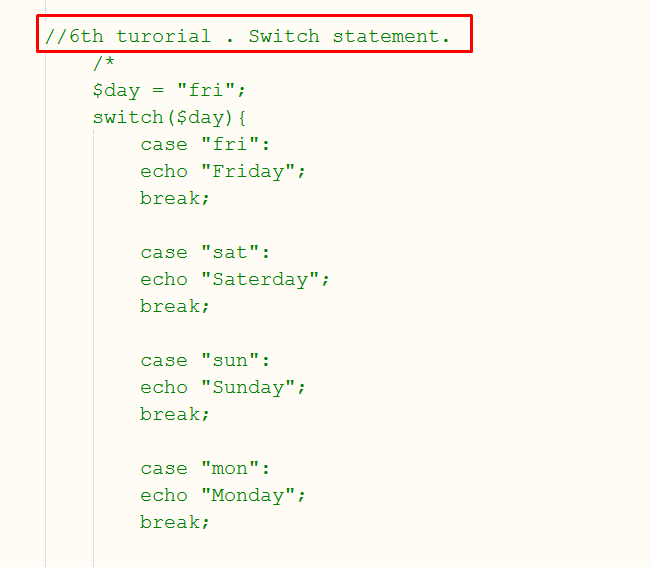 //6th turorial . Switch statement.
/*
$day = "fri";
switch($day){
case "fri":
echo "Friday";
break;
case "sat":
echo "Saterday";
break;
case "sun":
echo "Sunday";
break;
case "mon":
echo "Monday";
break;